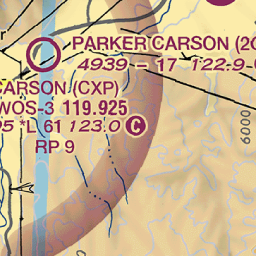 r
PARKER CARSON (2
4939 – 17 122.9
CARSON (CXP)
WOS-3 119.925
*L 61 123.0 C
RP 9
6000